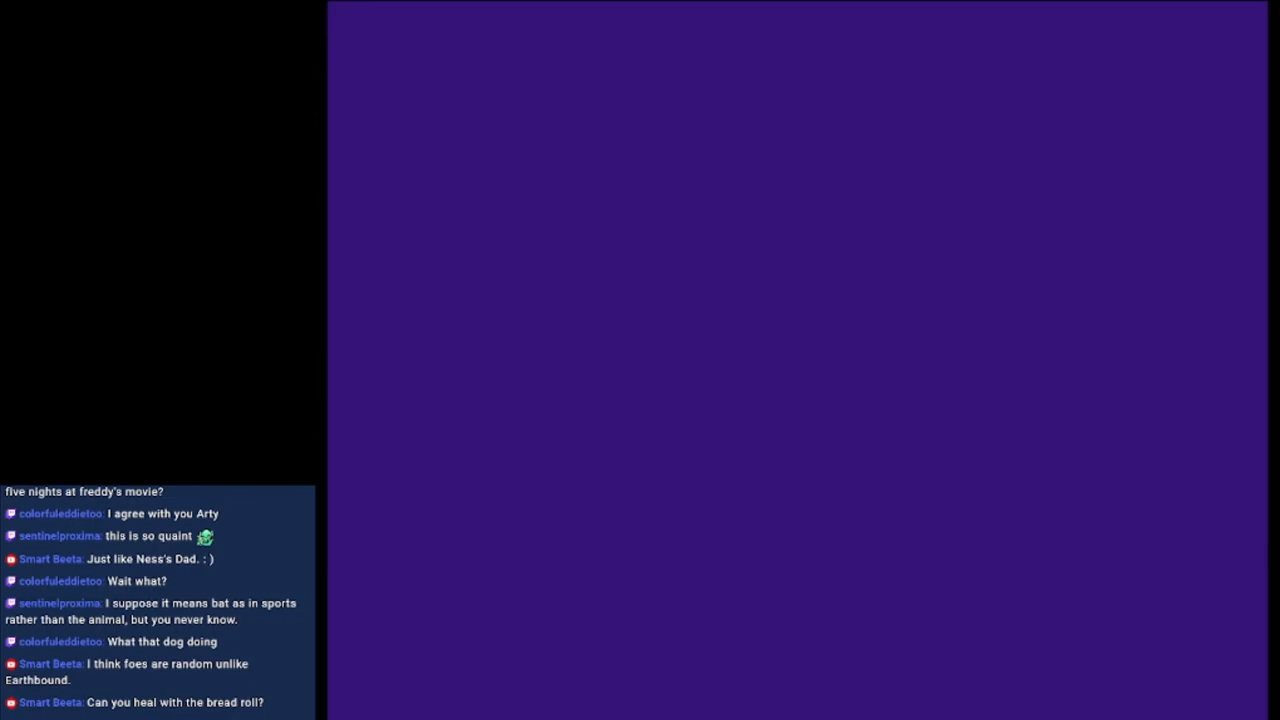 five nights at freddy's movie?
colorfuleddietoo: I agree with you Arty
sentinelproxima: this is so quaint
Smart Beeta: Just like Ness's Dad. : )
colorfuleddietoo: Wait what?
sentinelproxima: I suppose it means bat as in sports
rather than the animal, but you never know.
colorfuleddietoo: What that dog doing
Smart Beeta: I think foes are random unlike
Earthbound.
Smart Beeta: Can you heal with the bread roll?